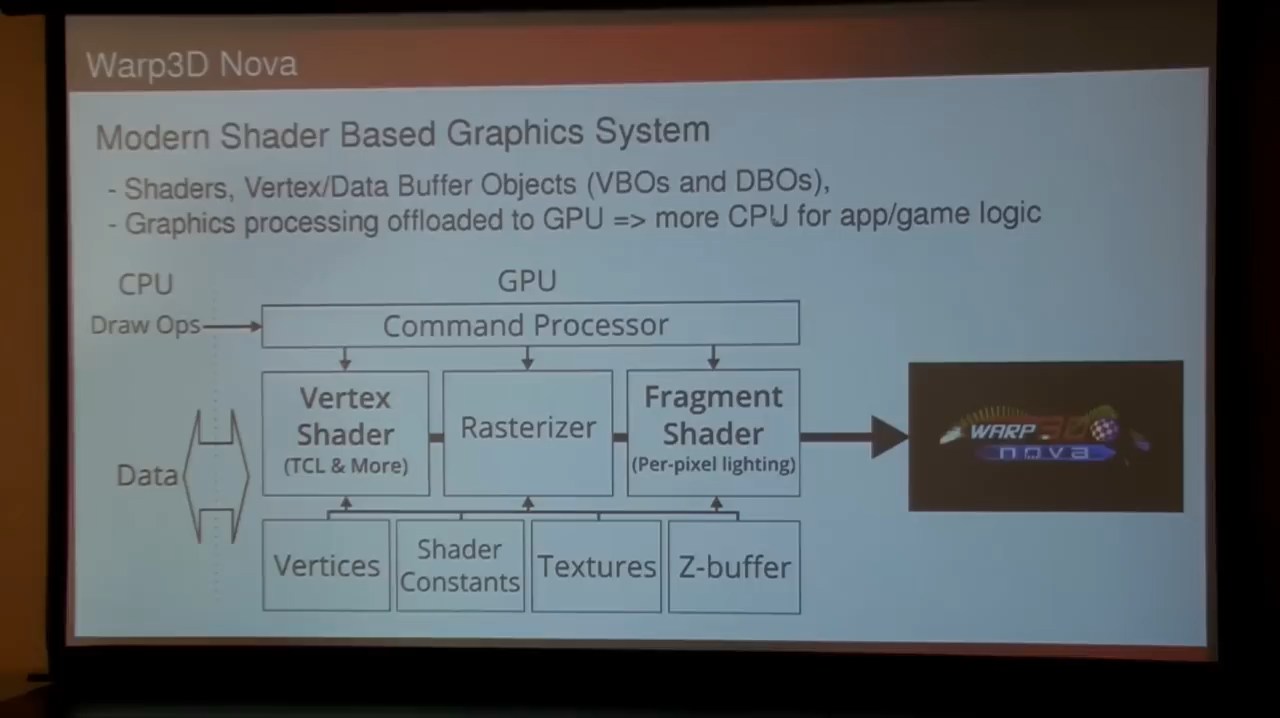 Warp3D Nova
Modern Shader Based Graphics System
- Shaders, Vertex/Data Buffer Objects (VBOs and DBOs),
- Graphics processing offloaded to GPU => more CPU for app/game logic
CPU
GPU
Draw Ops
Command Processor
Vertex
Shader
(TCL & More)
Rasterizer
Fragment
Shader
(Per-pixel lighting)
WARP3D
nova
Data
Vertices
Shader
Constants
Textures
Z-buffer